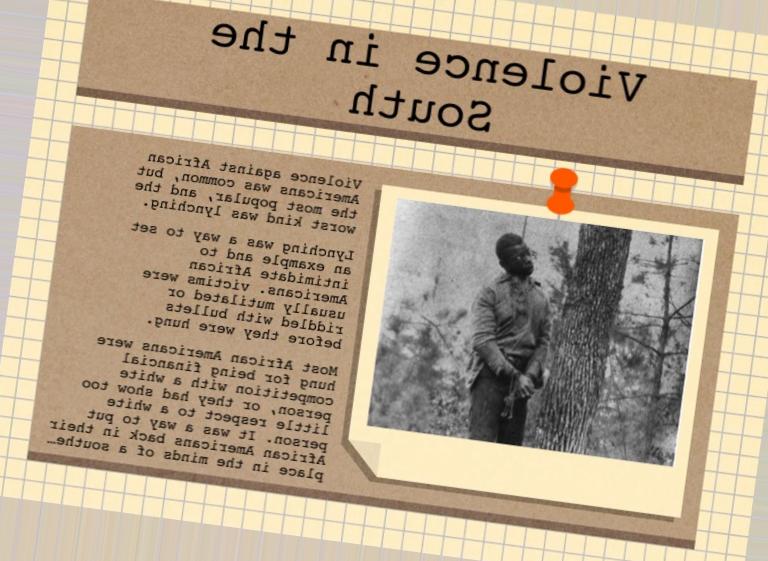 Violence in the
South
Violence against African
Americans was common, but
the most popular, and the
worst kind was lynching.
Lynching was a way to set
an example and to
intimidate African
Americans. victims were
usually mutilated or
riddled with bullets
before they were hung.
Most African Americans were
hung for being financial
competition with a white
person, or they had show too
little respect to a white
person. It was a way to put
African Americans back in their
place in the minds of a southe…